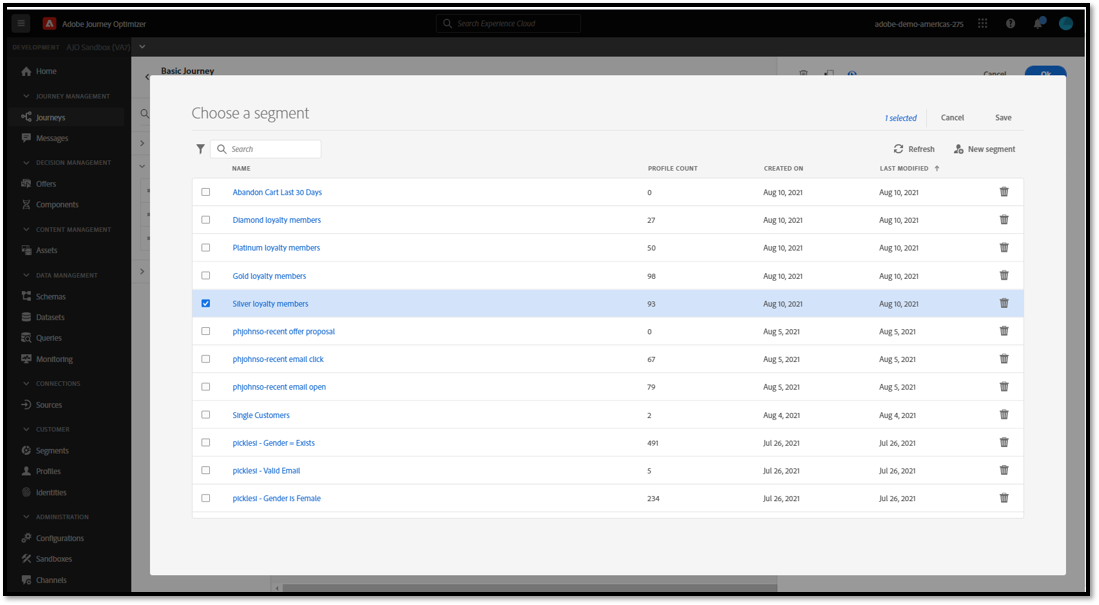 Adobe Journey Optimizer
Search Experience Cloud
adobe-demo-americas-275
DEVELOPMENT AJO Sandbox (VA7)
Home
JOURNEY MANAGEMENT
Journeys
Messages
DECISION MANAGEMENT
Offers
Components
CONTENT MANAGEMENT
Assets
DATA MANAGEMENT
Schemas
Datasets
Queries
Monitoring
CONNECTIONS
Sources
CUSTOMER
Segments
Profiles
Identities
ADMINISTRATION
Configurations
Sandboxes
Channels
Basic Journey
Cancel
Ok
Choose a segment
1 selected
Cancel
Save
Search
Refresh
New segment
NAME PROFILE COUNT CREATED ON LAST MODIFIED
Abandon Cart Last 30 Days 0 Aug 10, 2021 Aug 10, 2021
Diamond loyalty members 27 Aug 10, 2021 Aug 10, 2021
Platinum loyalty members 50 Aug 10, 2021 Aug 10, 2021
Gold loyalty members 98 Aug 10, 2021 Aug 10, 2021
Silver loyalty members 93 Aug 10, 2021 Aug 10, 2021
phjohnso-recent offer proposal 0 Aug 5, 2021 Aug 5, 2021
phjohnso-recent email click 67 Aug 5, 2021 Aug 5, 2021
phjohnso-recent email open 79 Aug 5, 2021 Aug 5, 2021
Single Customers 2 Aug 4, 2021 Aug 4, 2021
picklesi - Gender = Exists 491 Jul 26, 2021 Jul 26, 2021
picklesi - Valid Email 5 Jul 26, 2021 Jul 26, 2021
picklesi - Gender is Female 234 Jul 26, 2021 Jul 26, 2021